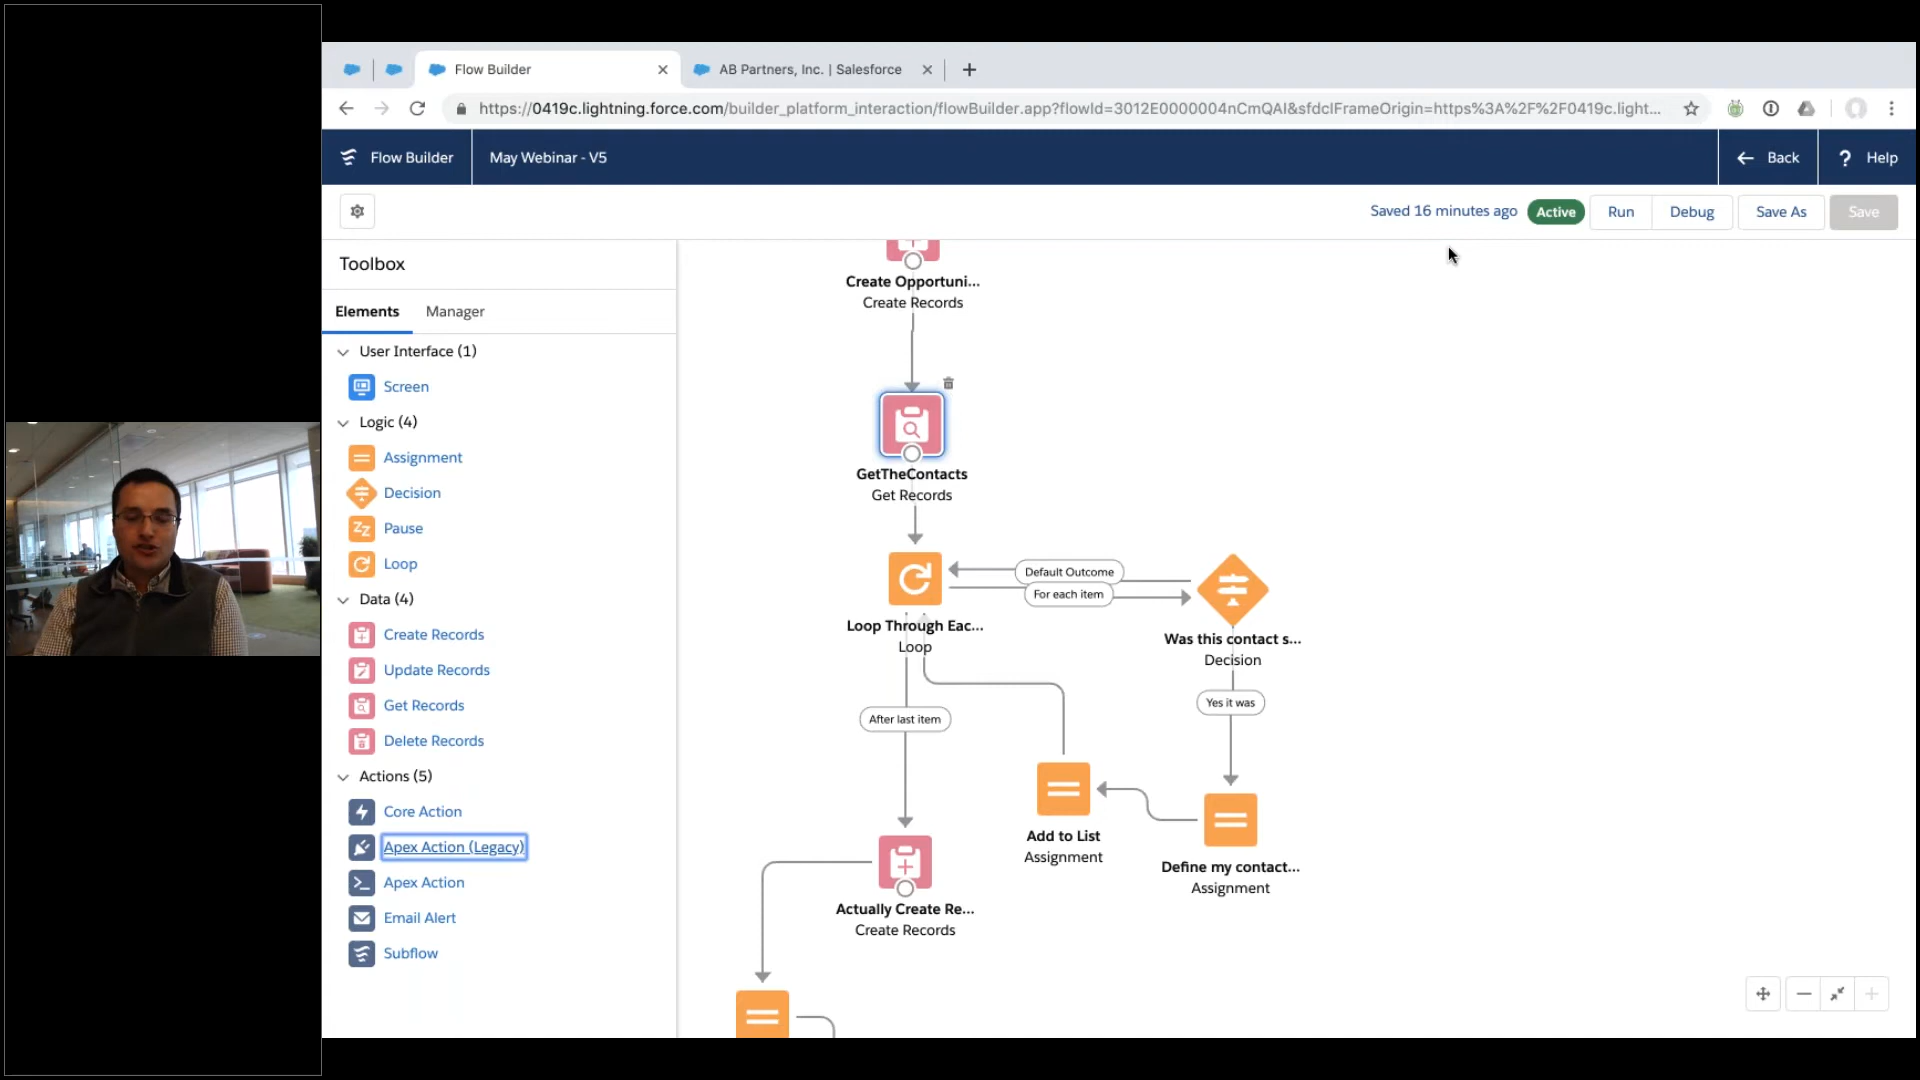 Flow Builder
AB Partners, Inc. | Salesforce
https://0419c.lightning.force.com/builder_platform_interaction/flowBuilder.app?flowId=3012E0000004nCmQAI&sfdcIFrameOrigin=https%3A%2F%2F0419c.light...
Flow Builder
May Webinar - V5
Back
? Help
Saved 16 minutes ago
Active
Run
Debug
Save As
Save
Toolbox
Elements
Manager
User Interface (1)
Screen
Logic (4)
Assignment
Decision
Pause
Loop
Data (4)
Create Records
Update Records
Get Records
Delete Records
Actions (5)
Core Action
Apex Action (Legacy)
Apex Action
Email Alert
Subflow
Create Opportuni...
Create Records
GetTheContacts
Get Records
Default Outcome
For each item
Loop Through Eac...
Loop
Was this contact s...
Decision
Yes it was
After last item
Add to List
Assignment
Define my contact...
Assignment
Actually Create Re...
Create Records